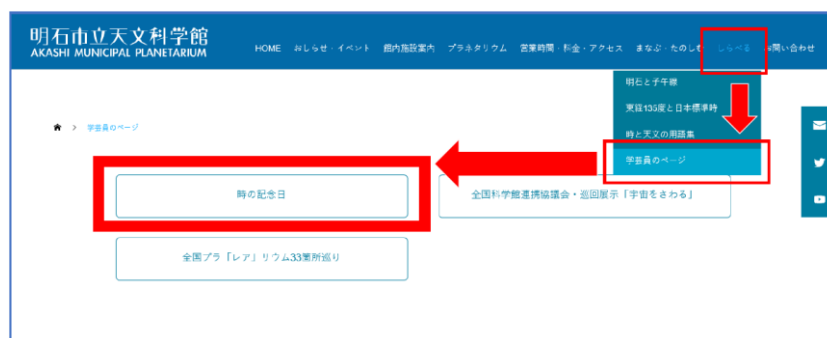 明石市立天文科学館
AKASHI MUNICIPAL PLANETARIUM
HOME おしらせ・イベント 館内施設案内 プラネタリウム 営業時間・料金・アクセス まなぶ・たのしむ しらべる お問い合わせ
明石と子午線
東経135度と日本標準時
時と天文の用語集
学芸員のページ
> 学芸員のページ
時の記念日
全国科学館連携協議会・巡回展示「宇宙をさわる」
全国プラ「レア」リウム33箇所巡り